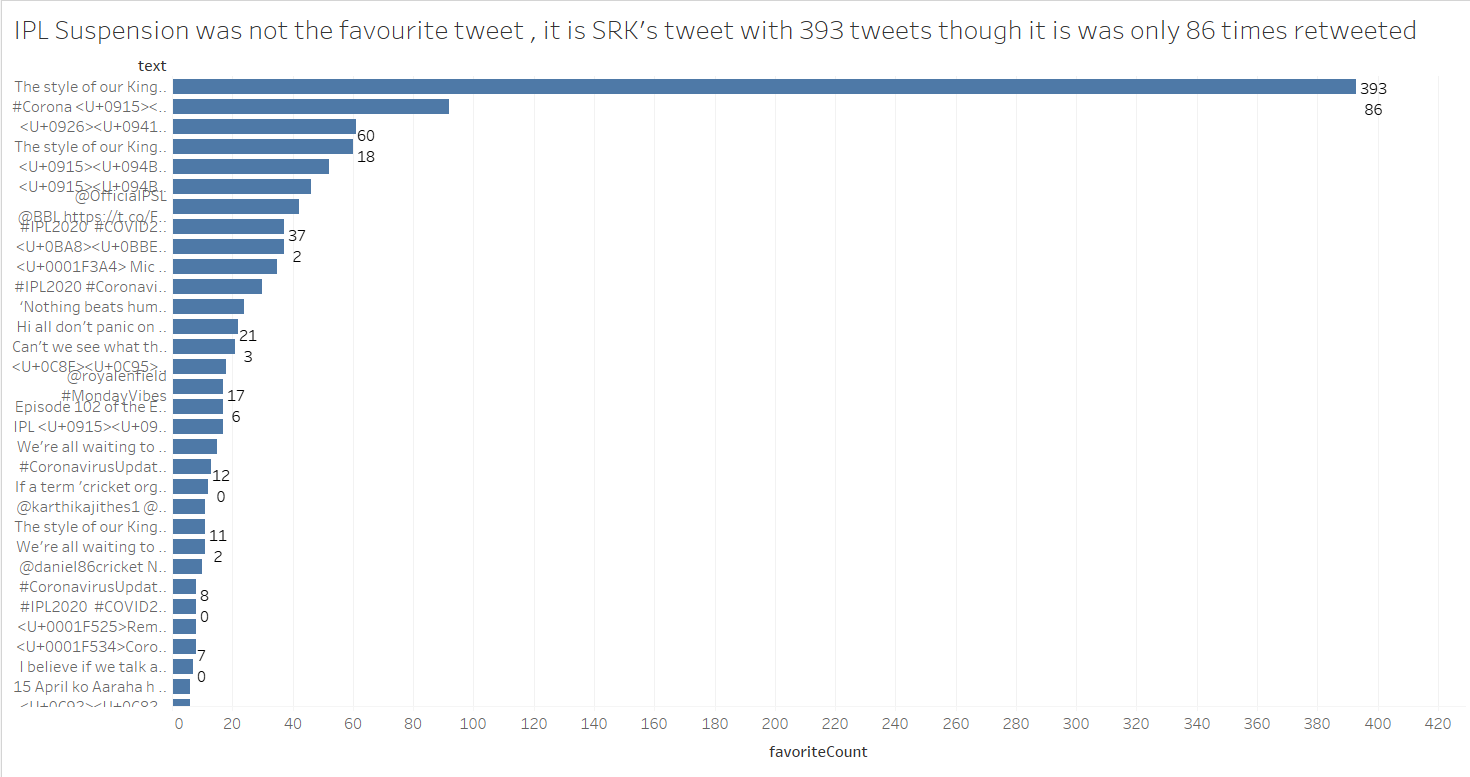 IPL Suspension was not the favourite tweet , it is SRK's tweet with 393 tweets though it is was only 86 times retweeted
text
The style of our King..
393
#Corona <U+0915><..
86
<U+0926><U+0941..
60
The style of our King..
18
<U+0915><U+094B..
<U+0915><U+094B..
@OfficialPSL
@BBL https://t.co/F..
#IPL2020 #COVID2..
37
<U+0BA8><U+0BBE..
2
<U+0001F3A4> Mic ..
#IPL2020 #Coronavi..
‘Nothing beats hum..
Hi all don’t panic on ..
21
Can’t we see what th..
3
<U+0C8F><U+0C95>..
@royalenfield
#MondayVibes
17
Episode 102 of the E..
6
IPL <U+0915><U+09..
We’re all waiting to ..
#CoronavirusUpdat..
12
If a term ‘cricket org..
0
@karthikajithes1 @..
The style of our King..
11
We’re all waiting to ..
2
@daniel86cricket N..
#CoronavirusUpdat..
8
#IPL2020 #COVID2..
0
<U+0001F525>Rem..
<U+0001F534>Coro..
7
I believe if we talk a..
0
15 April ko Aaraha h ..
<U+0C92><U+0C82..
0 20 40 60 80 100 120 140 160 180 200 220 240 260 280 300 320 340 360 380 400 420
favoriteCount